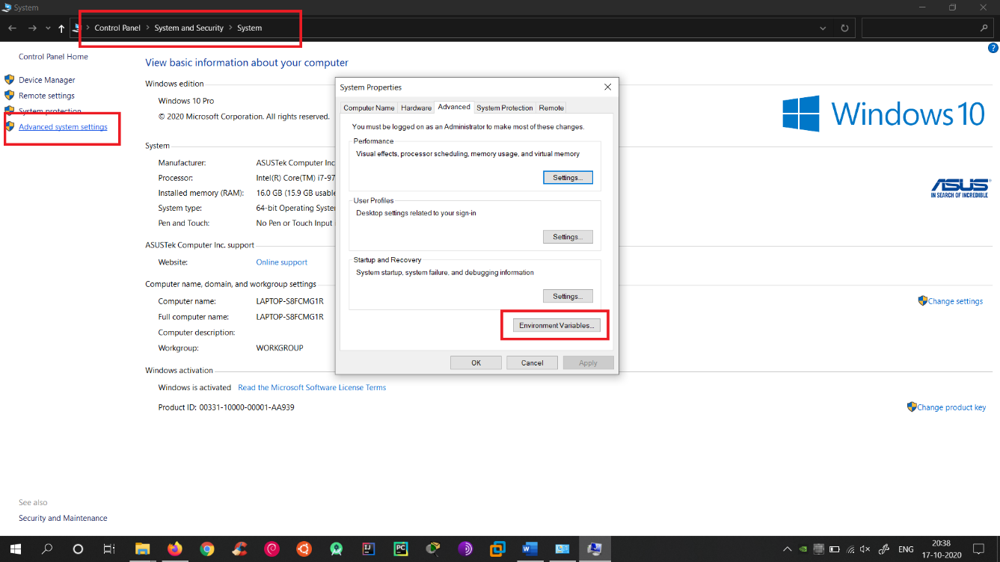 System
Control Panel > System and Security > System
Control Panel Home
Device Manager
Remote settings
System protection
Advanced system settings
View basic information about your computer
Windows edition
Windows 10 Pro
© 2020 Microsoft Corporation. All rights reserved.
Windows 10
System
Manufacturer: ASUSTek Computer Inc
Processor: Intel(R) Core(TM) i7-97
Installed memory (RAM): 16.0 GB (15.9 GB usable
System type: 64-bit Operating Syste
Pen and Touch: No Pen or Touch Input
ASUS
IN SEARCH OF INCREDIBLE
ASUSTek Computer Inc. support
Website: Online support
Computer name, domain, and workgroup settings
Computer name: LAPTOP-S8FCMG1R
Change settings
Full computer name: LAPTOP-S8FCMG1R
Computer description:
Workgroup: WORKGROUP
Windows activation
Windows is activated Read the Microsoft Software License Terms
Product ID: 00331-10000-00001-AA939
Change product key
See also
Security and Maintenance
System Properties
Computer Name Hardware Advanced System Protection Remote
You must be logged on as an Administrator to make most of these changes.
Performance
Visual effects, processor scheduling, memory usage, and virtual memory
Settings...
User Profiles
Desktop settings related to your sign-in
Settings...
Startup and Recovery
System startup, system failure, and debugging information
Settings...
Environment Variables...
OK Cancel Apply
IJ
PC
W
ENG
20:38
17-10-2020